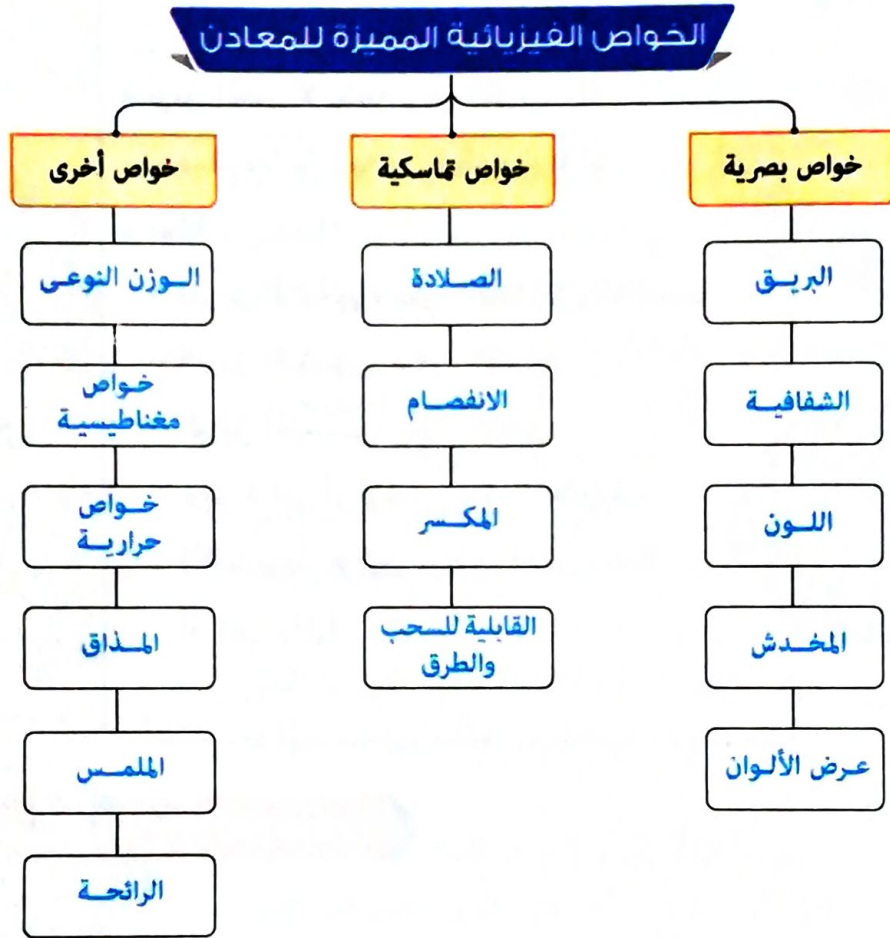 الخواص الفيزيائية المميزة للمعادن
خواص بصرية
البريق
الشفافية
اللون
المخدش
عرض الألوان
خواص تماسكية
الصلادة
الانفصام
المكسر
القابلية للسحب
والطرق
خواص أخرى
الوزن النوعى
خواص
مغناطيسية
خواص
حرارية
المذاق
الملمس
الرائحة